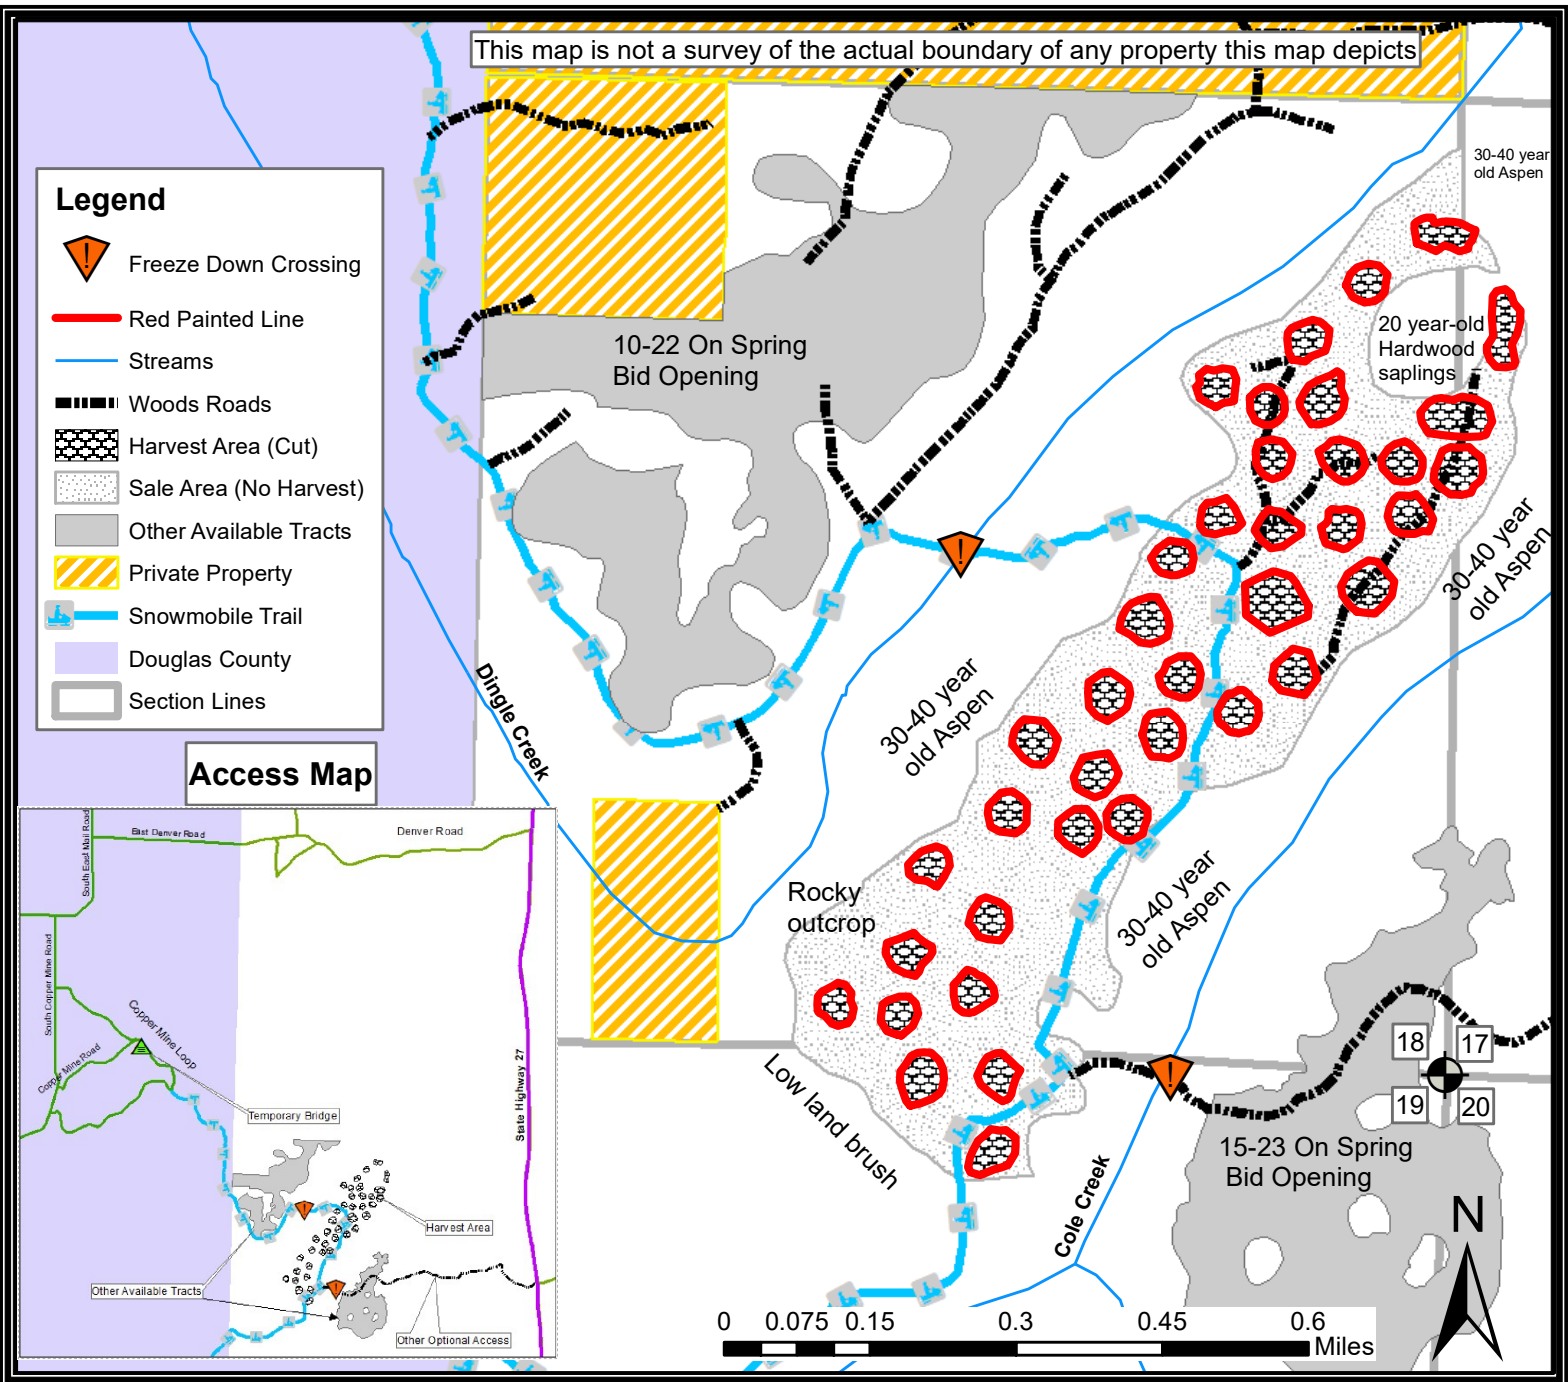 This map is not a survey of the actual boundary of any property this map depicts
30-40 year
old Aspen
Legend
Freeze Down Crossing
Red Painted Line
Streams
Woods Roads
Harvest Area (Cut)
Sale Area (No Harvest)
Other Available Tracts
Private Property
Snowmobile Trail
Douglas County
Section Lines
10-22 On Spring
Bid Opening
20 year-old
Hardwood
saplings
30-40 year
old Aspen
Dingle Creek
30-40 year
old Aspen
30-40 year
old Aspen
Rocky
outcrop
Low land brush
Cole Creek
18
17
19
20
15-23 On Spring
Bid Opening
N
0 0.075 0.15 0.3 0.45 0.6
Miles
Access Map
South East Mail Road
East Denver Road
Denver Road
South Copper Mine Road
Copper Mine Road
Copper Mine Loop
Temporary Bridge
State Highway 27
Harvest Area
Other Available Tracts
Other Optional Access